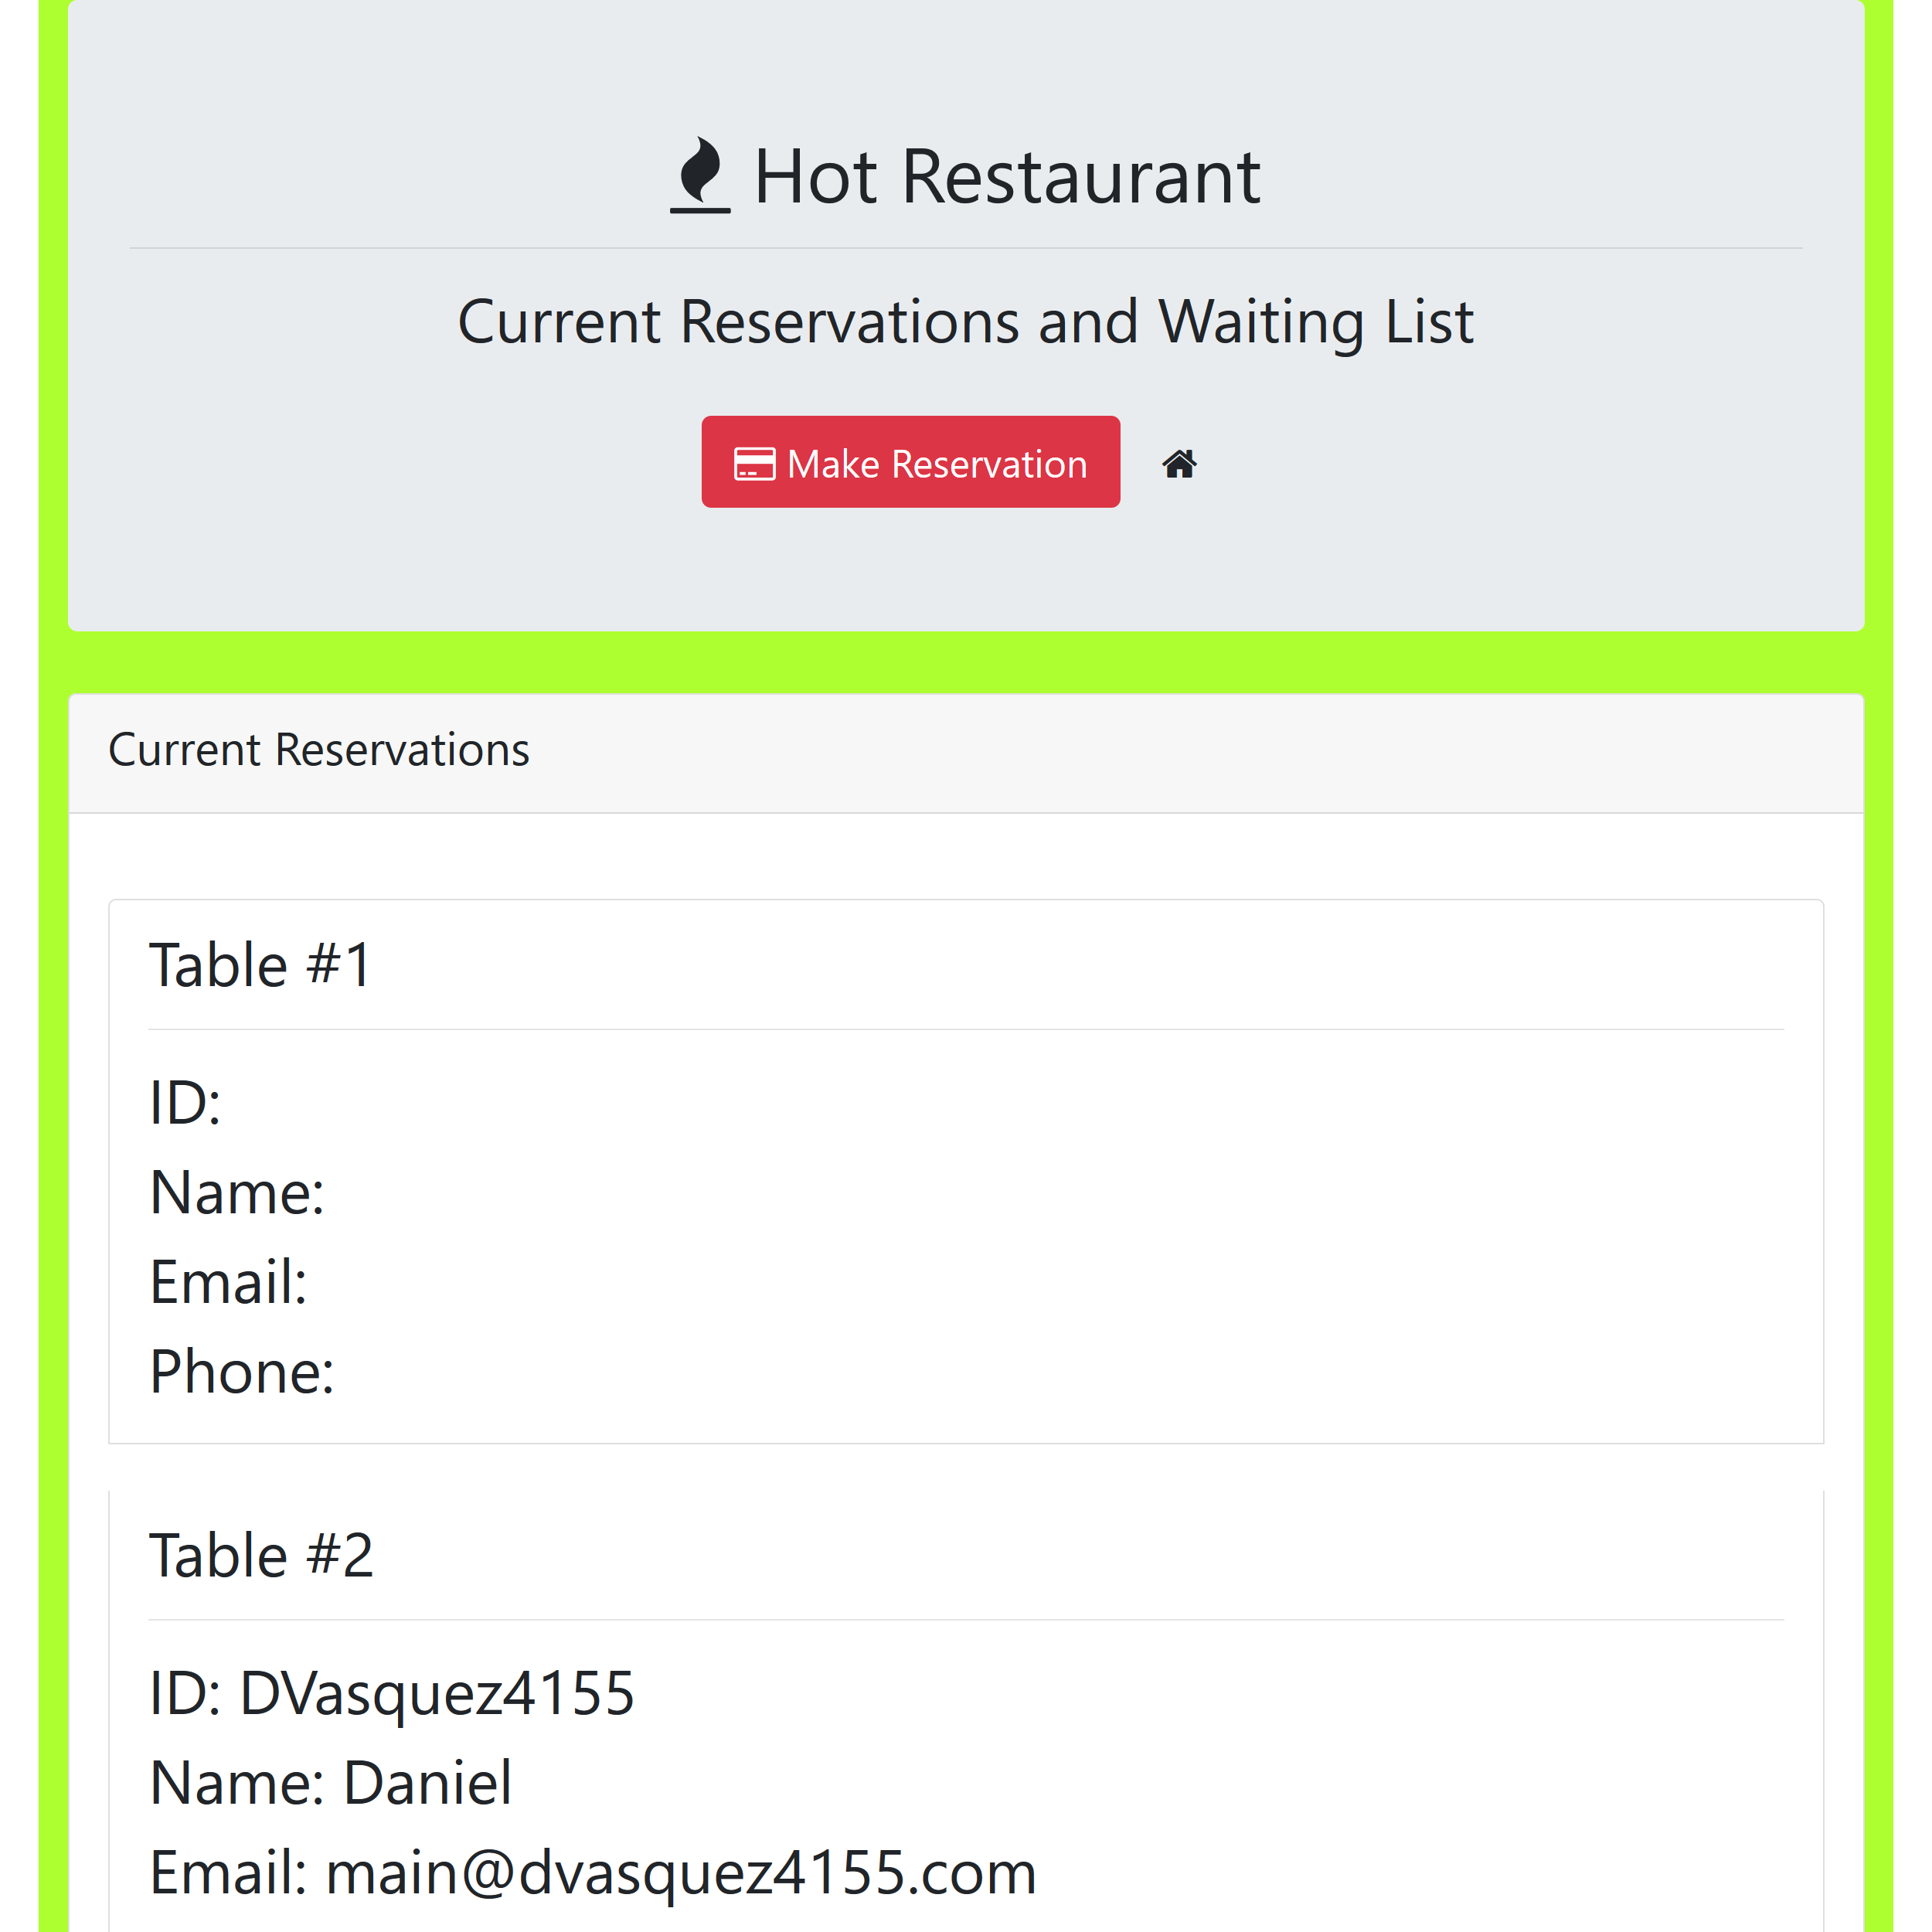 Hot Restaurant
Current Reservations and Waiting List
Make Reservation
Current Reservations
Table #1
ID:
Name:
Email:
Phone:
Table #2
ID: DVasquez4155
Name: Daniel
Email: main@dvasquez4155.com